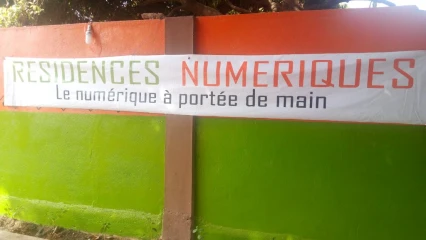 RESIDENCES NUMERIQUES
Le numérique à portée de main